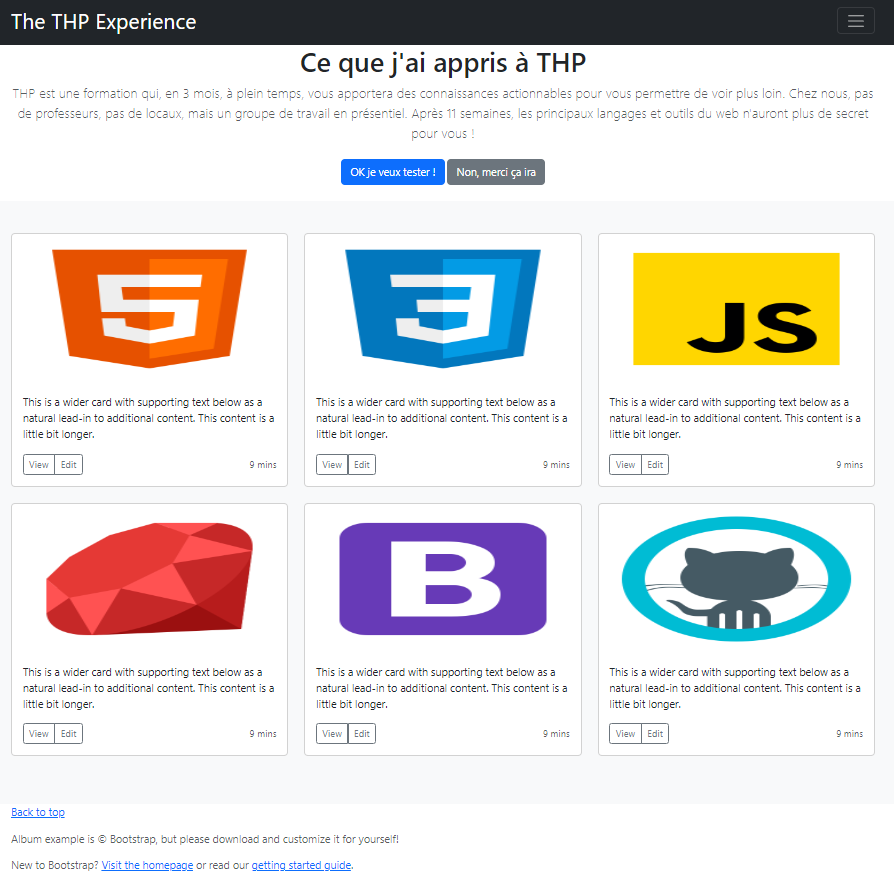 The THP Experience
Ce que j'ai appris à THP
THP est une formation qui, en 3 mois, à plein temps, vous apportera des connaissances actionnables pour vous permettre de voir plus loin. Chez nous, pas
de professeurs, pas de locaux, mais un groupe de travail en présentiel. Après 11 semaines, les principaux langages et outils du web n'auront plus de secret
pour vous !
OK je veux tester !
Non, merci ça ira
5
3
JS
This is a wider card with supporting text below as a
natural lead-in to additional content. This content is a
little bit longer.
View
Edit
9 mins
This is a wider card with supporting text below as a
natural lead-in to additional content. This content is a
little bit longer.
View
Edit
9 mins
This is a wider card with supporting text below as a
natural lead-in to additional content. This content is a
little bit longer.
View
Edit
9 mins
B
This is a wider card with supporting text below as a
natural lead-in to additional content. This content is a
little bit longer.
View
Edit
9 mins
This is a wider card with supporting text below as a
natural lead-in to additional content. This content is a
little bit longer.
View
Edit
9 mins
This is a wider card with supporting text below as a
natural lead-in to additional content. This content is a
little bit longer.
View
Edit
9 mins
Back to top
Album example is © Bootstrap, but please download and customize it for yourself!
New to Bootstrap? Visit the homepage or read our getting started guide.